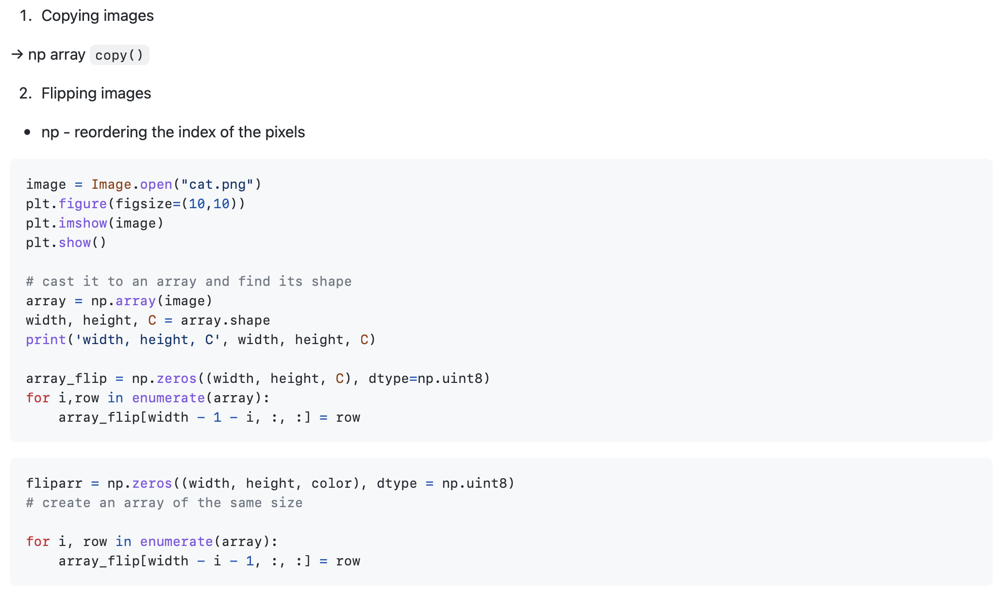 1. Copying images
→ np array copy()
2. Flipping images
• np - reordering the index of the pixels
image = Image.open("cat.png")
plt.figure(figsize=(10,10))
plt.imshow(image)
plt.show()
# cast it to an array and find its shape
array = np.array(image)
width, height, C = array.shape
print('width, height, C', width, height, C)
array_flip = np.zeros((width, height, C), dtype=np.uint8)
for i,row in enumerate(array):
    array_flip[width - 1 - i, :, :] = row
fliparr = np.zeros((width, height, color), dtype = np.uint8)
# create an array of the same size
for i, row in enumerate(array):
    array_flip[width - i - 1, :, :] = row